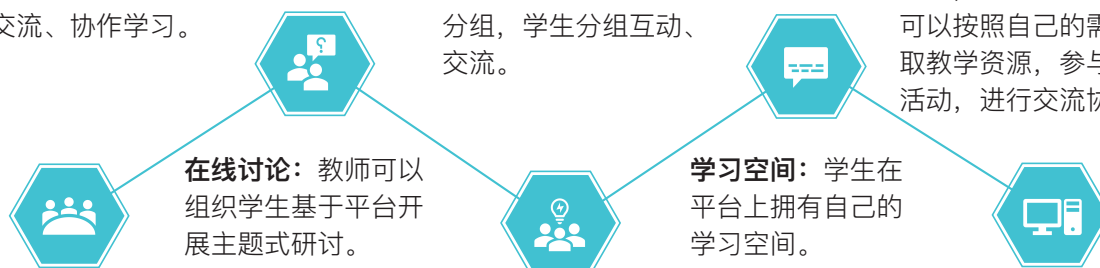 交流、协作学习。
分组，学生分组互动、
交流。
可以按照自己的需
取教学资源，参与
活动，进行交流协
在线讨论：教师可以
组织学生基于平台开
展主题式研讨。
学习空间：学生在
平台上拥有自己的
学习空间。